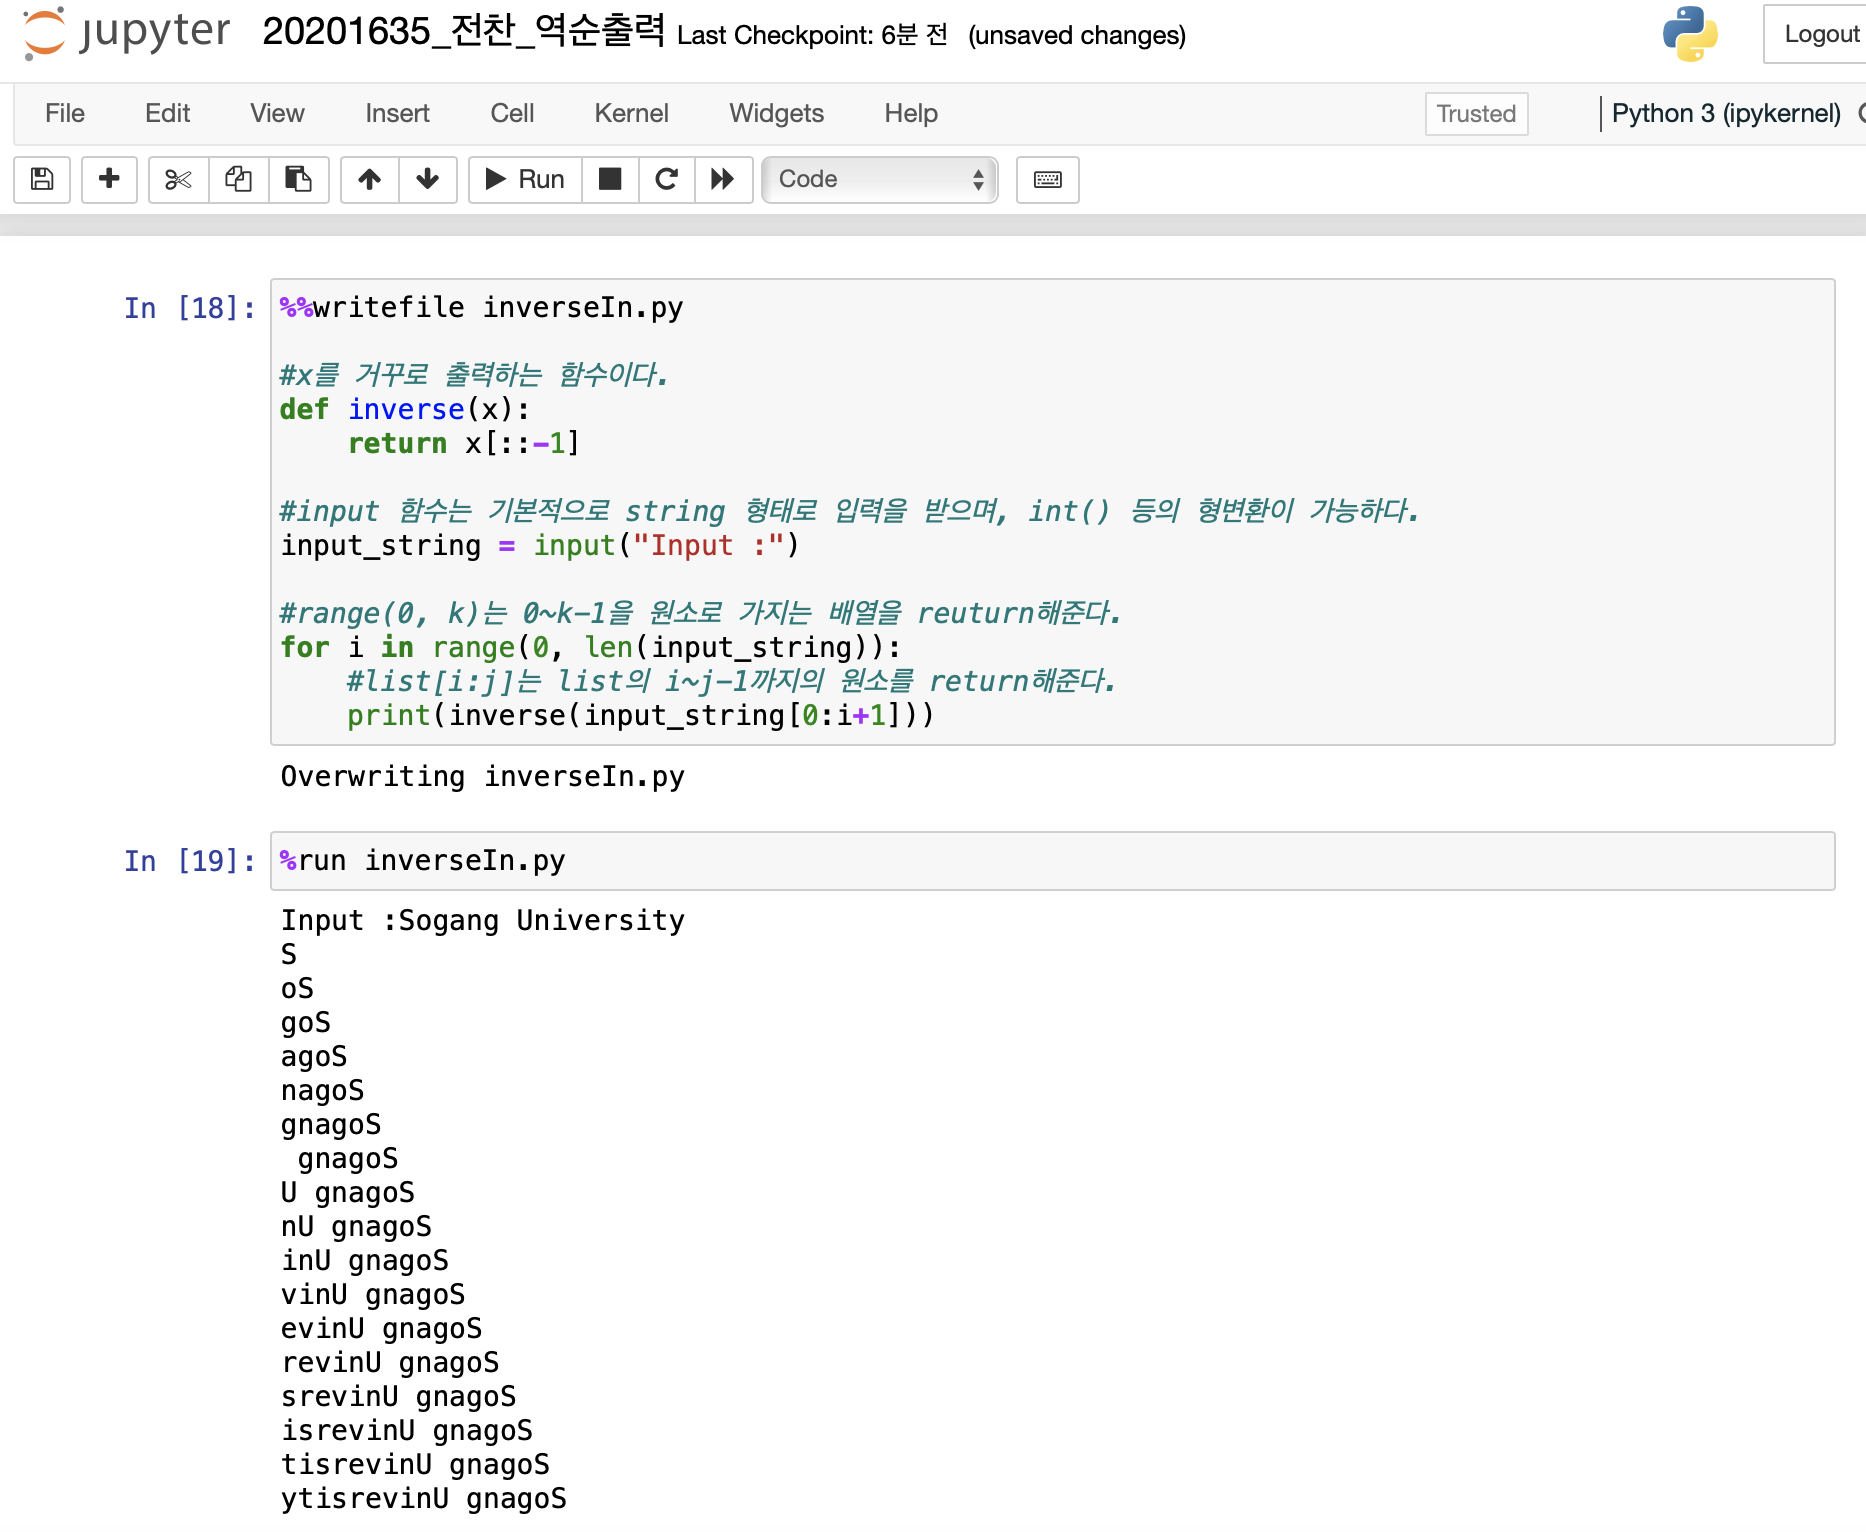 jupyter 20201635_전찬_역순출력 Last Checkpoint: 6분 전 (unsaved changes)
Logout
File Edit View Insert Cell Kernel Widgets Help Trusted Python 3 (ipykernel)
Run Code
In [18]: %%writefile inverseIn.py
#x를 거꾸로 출력하는 함수이다.
def inverse(x):
    return x[::-1]
#input 함수는 기본적으로 string 형태로 입력을 받으며, int() 등의 형변환이 가능하다.
input_string = input("Input :")
#range(0, k)는 0~k-1을 원소로 가지는 배열을 reuturn해준다.
for i in range(0, len(input_string)):
    #list[i:j]는 list의 i~j-1까지의 원소를 return해준다.
    print(inverse(input_string[0:i+1]))
Overwriting inverseIn.py
In [19]: %run inverseIn.py
Input :Sogang University
S
oS
goS
agoS
nagoS
gnagoS
 gnagoS
U gnagoS
nU gnagoS
inU gnagoS
vinU gnagoS
evinU gnagoS
revinU gnagoS
srevinU gnagoS
isrevinU gnagoS
tisrevinU gnagoS
ytisrevinU gnagoS